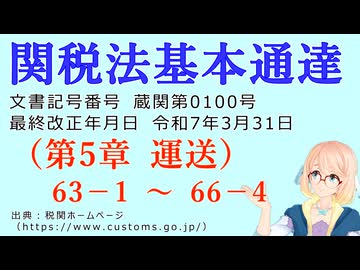 関税法基本通達
文書記号番号 蔵関第0100号
最終改正年月日 令和7年3月31日
（第5章 運送）
63－1 ～ 66－4
出典：税関ホームページ
（https://www.customs.go.jp/）